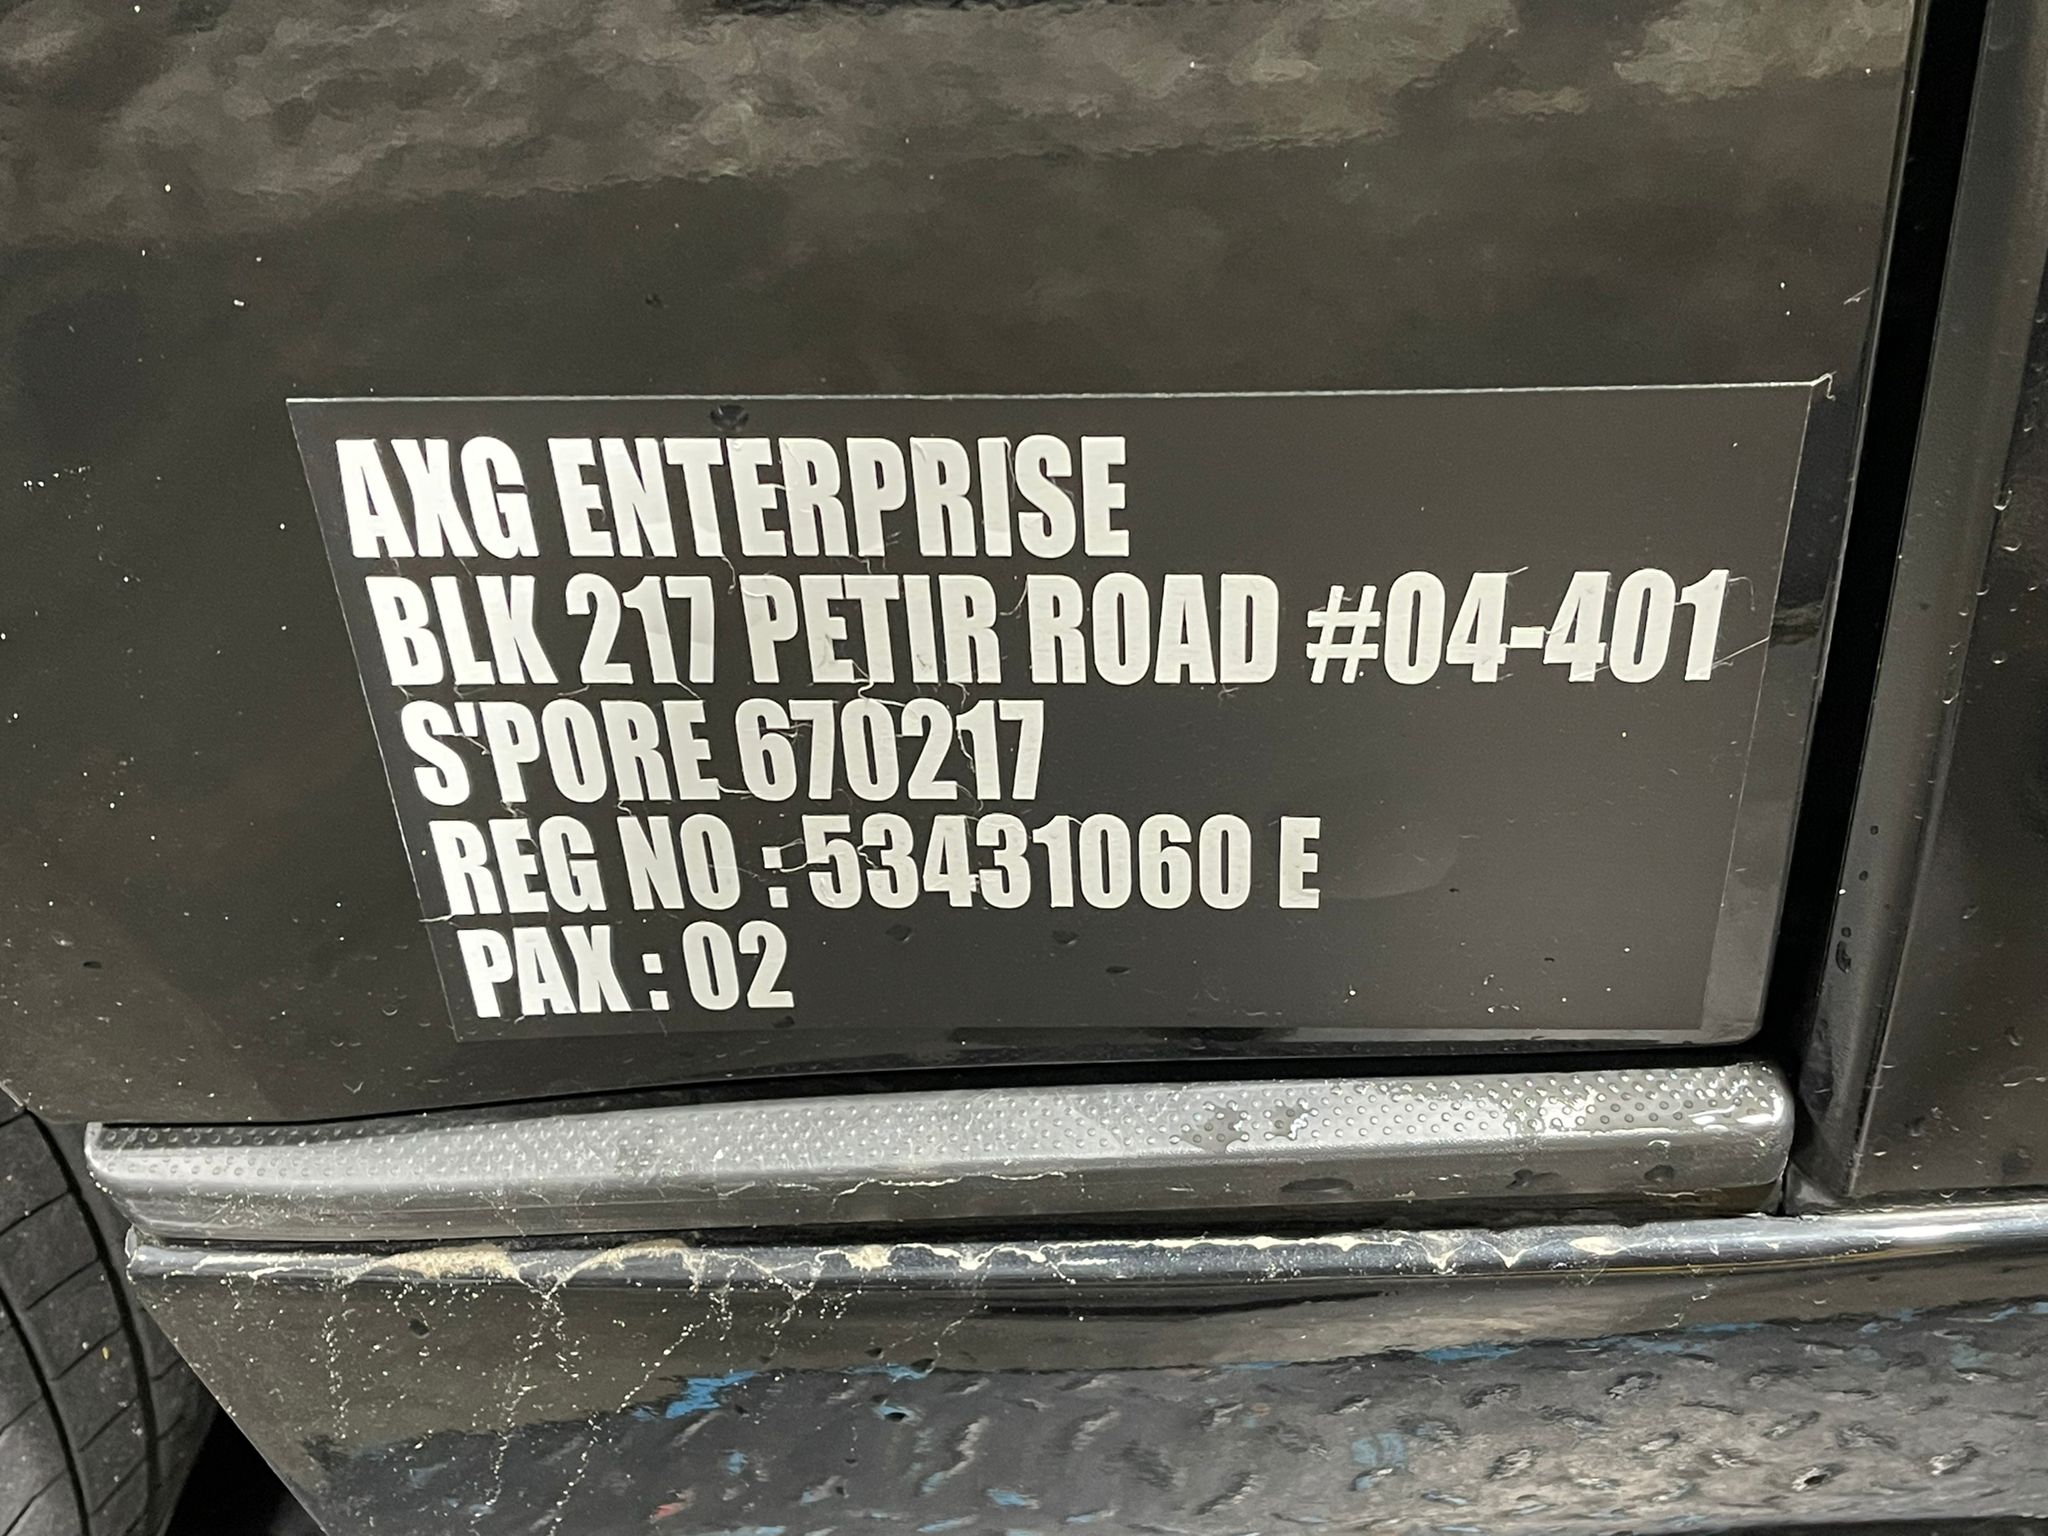 AXG ENTERPRISE
BLK 217 PETIR ROAD #04-401
S'PORE 670217
REG NO : 53431060 E
PAX : 02